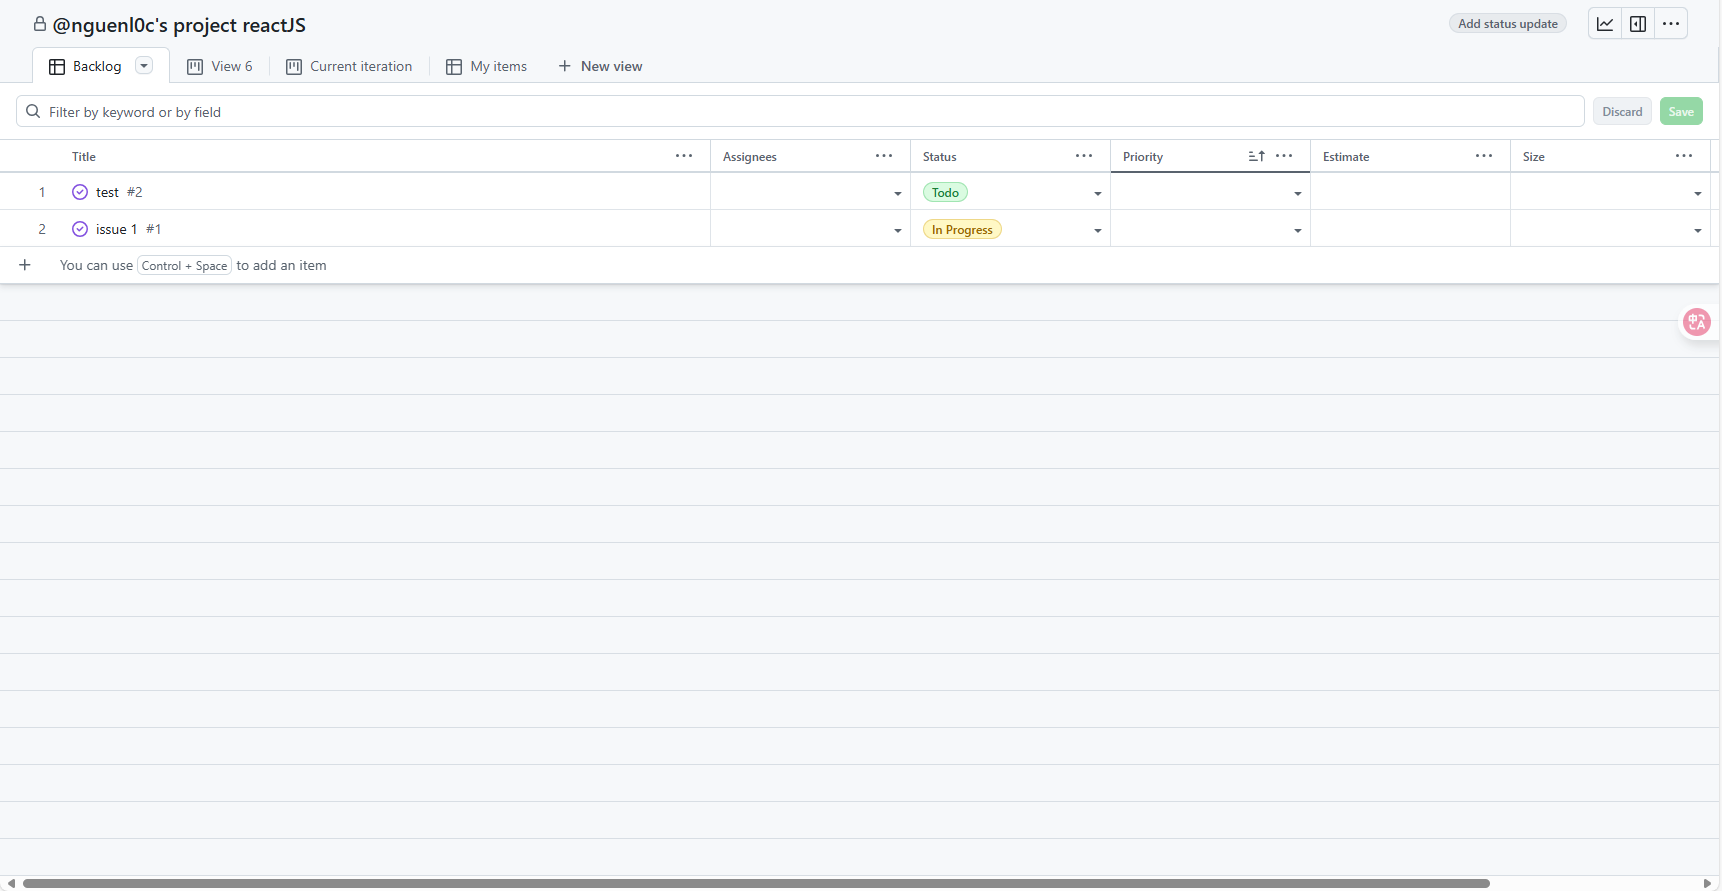 @nguenl0c's project reactJS
Add status update
Backlog
View 6
Current iteration
My items
New view
Filter by keyword or by field
Discard
Save
Title
Assignees
Status
Priority
Estimate
Size
1 test #2 Todo
2 issue 1 #1 In Progress
You can use Control + Space to add an item
中A